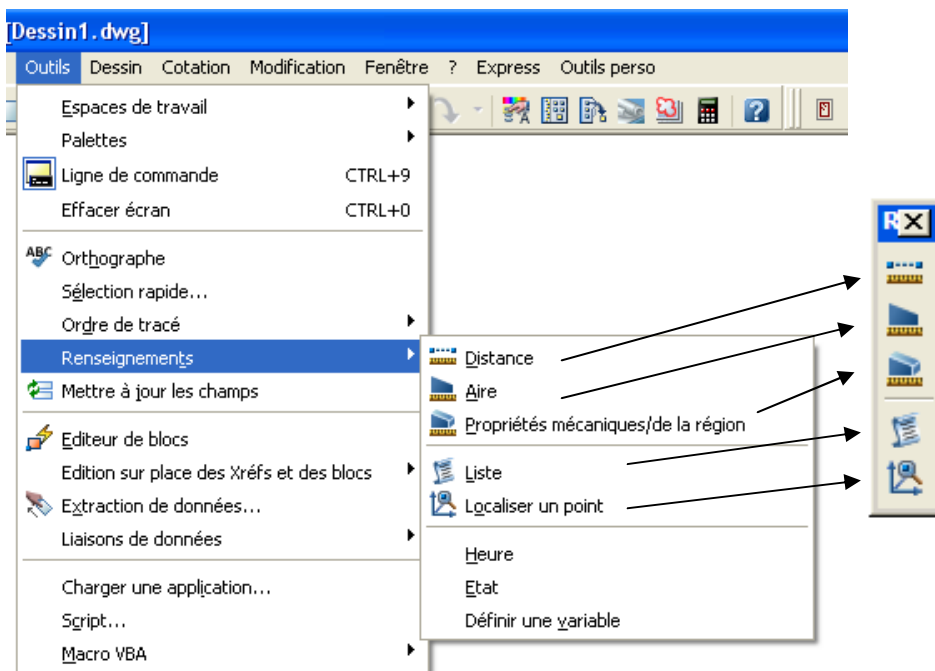 [Dessin1.dwg]
Outils Dessin Cotation Modification Fenêtre ? Express Outils perso
Espaces de travail
Palettes
Ligne de commande CTRL+9
Effacer écran CTRL+0
ABC Orthographe
Sélection rapide...
Ordre de tracé
Renseignements
Mettre à jour les champs
Editeur de blocs
Edition sur place des Xréfs et des blocs
Extraction de données...
Liaisons de données
Charger une application...
Script...
Macro VBA
Distance
Aire
Propriétés mécaniques/de la région
Liste
Localiser un point
Heure
Etat
Définir une variable
R